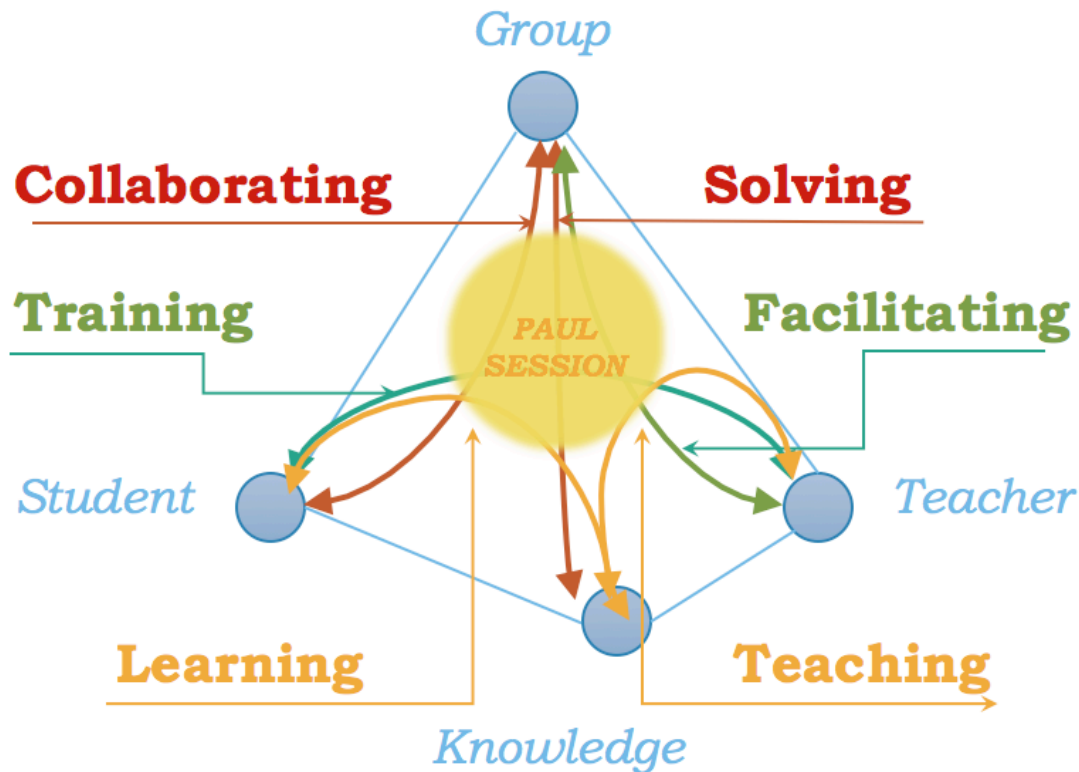 Group
Collaborating
Solving
Training
Facilitating
PAUL
SESSION
Student
Teacher
Learning
Teaching
Knowledge